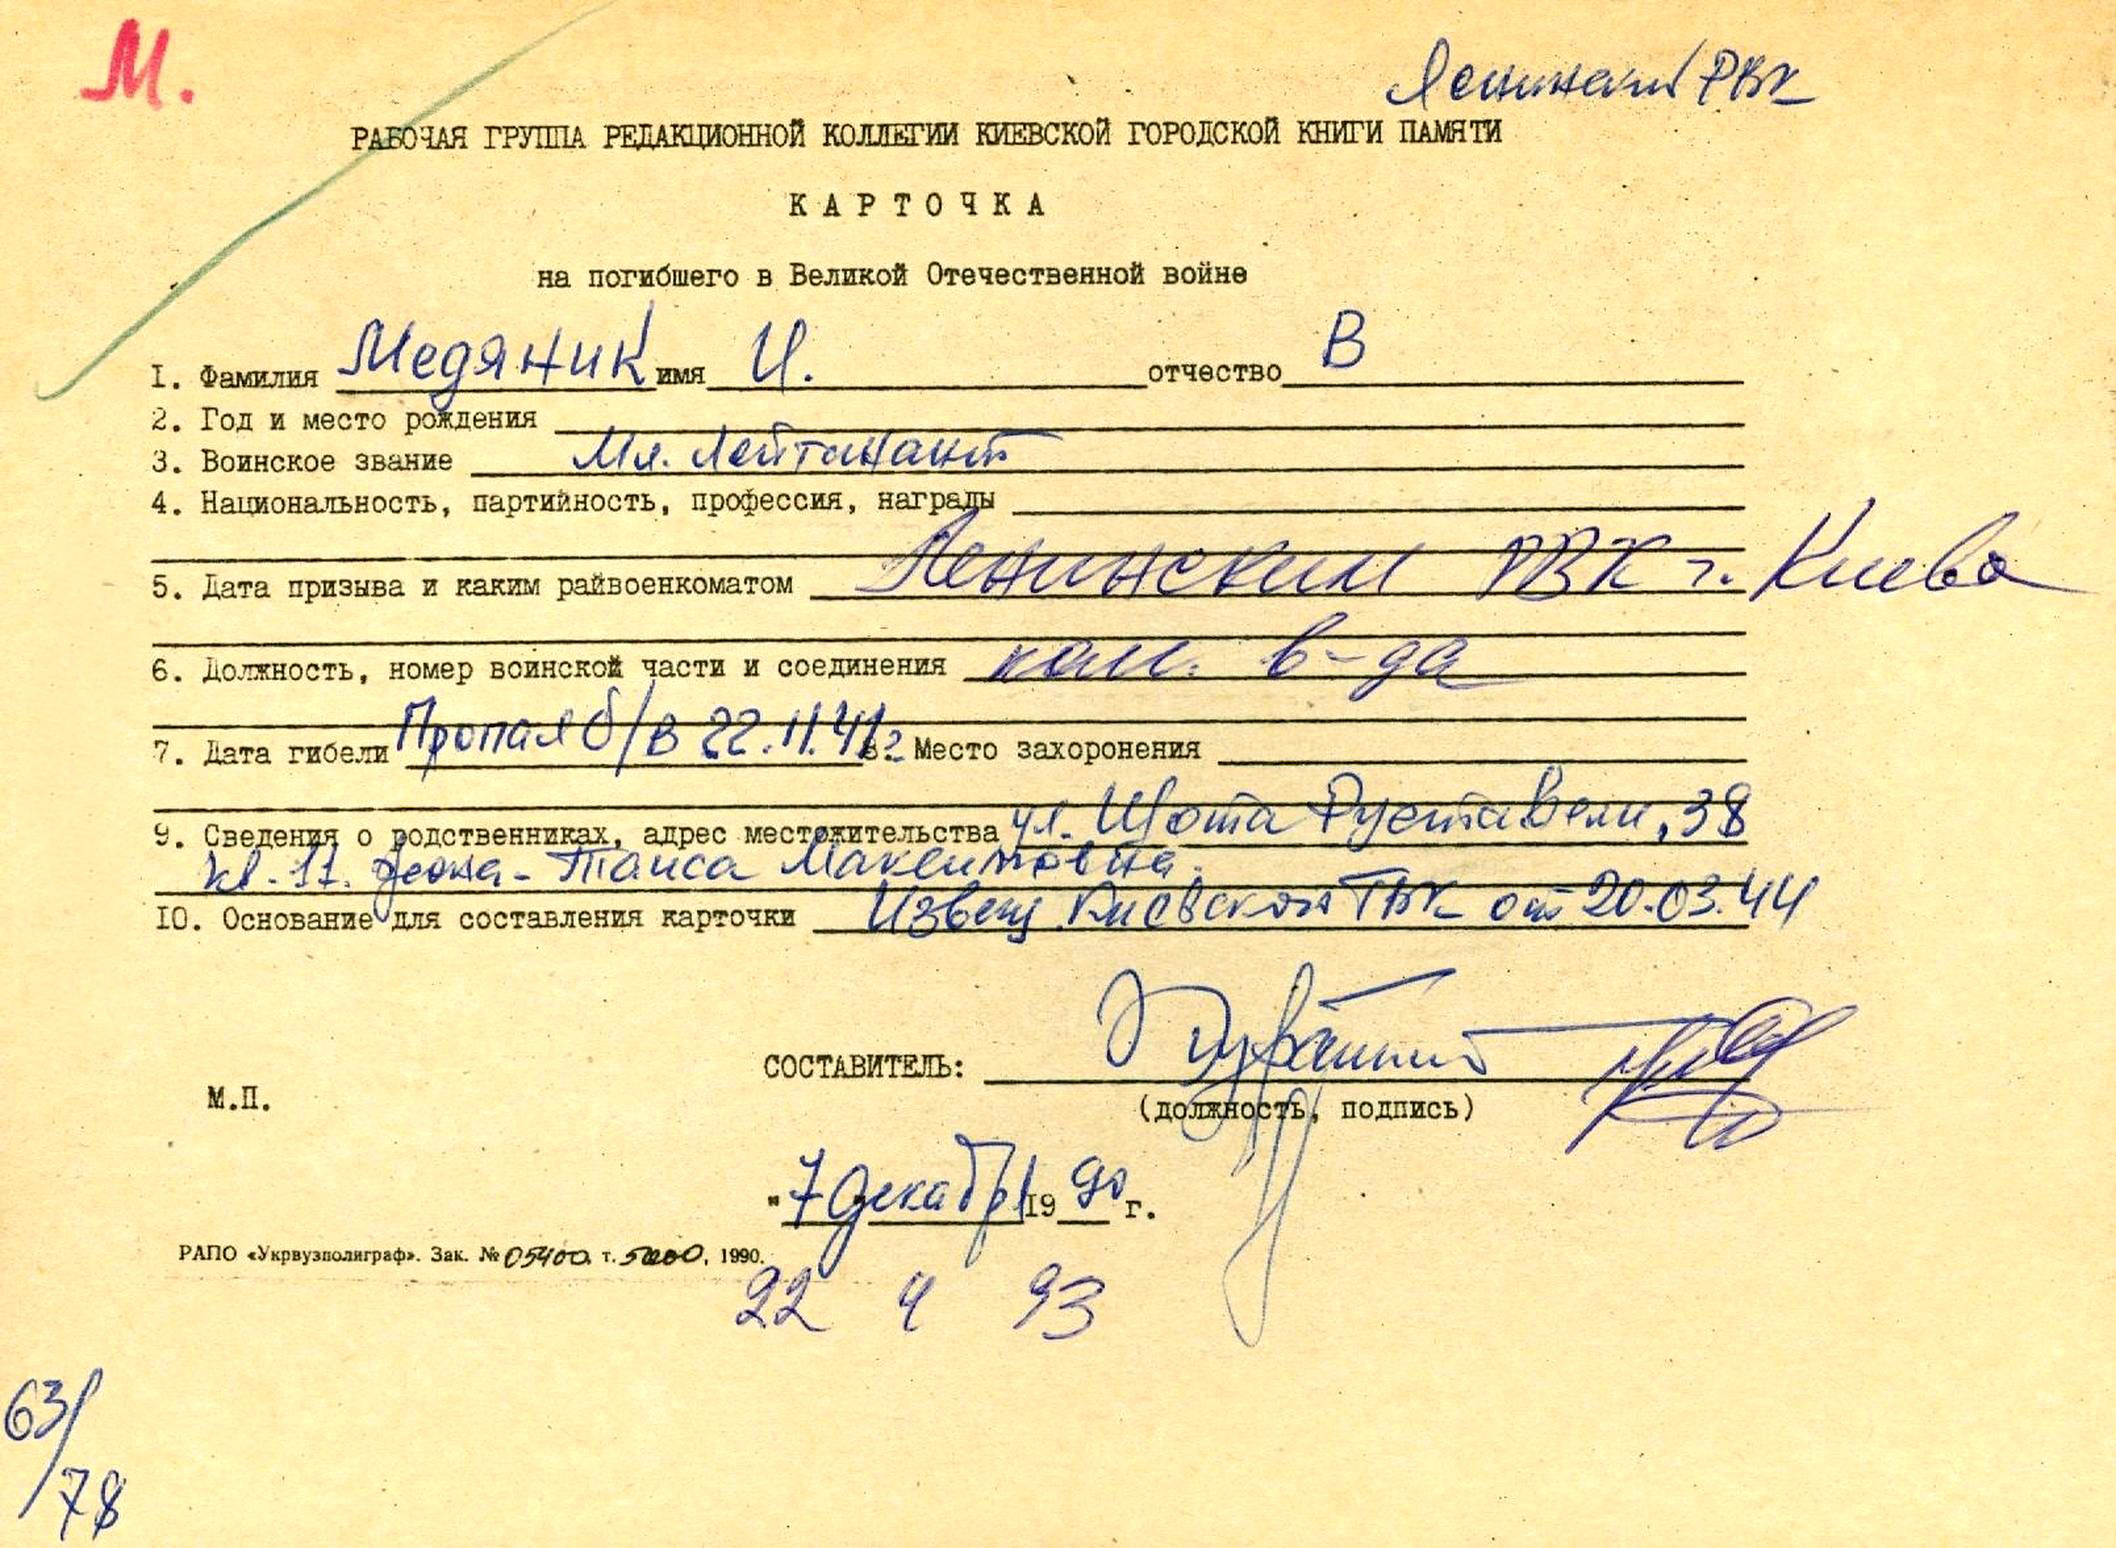 М.
Ленинский РВК
РАБОЧАЯ ГРУППА РЕДАКЦИОННОЙ КОЛЛЕГИИ КИЕВСКОЙ ГОРОДСКОЙ КНИГИ ПАМЯТИ
КАРТОЧКА
на погибшего в Великой Отечественной войне
1. Фамилия Медяник имя И. отчество В
2. Год и место рождения
3. Воинское звание Мл. лейтенант
4. Национальность, партийность, профессия, награды
5. Дата призыва и каким райвоенкоматом Ленинским РВК г. Киева
6. Должность, номер воинской части и соединения ком. в-да
7. Дата гибели Пропал б/в 22.11.41г 8. Место захоронения
9. Сведения о родственниках, адрес местожительства ул. Шота Руставели, 38
кв. 11. жена - Таиса Максимовна.
10. Основание для составления карточки Извещ. Киевского ГВК от 20.03.44
СОСТАВИТЕЛЬ:
М.П.
(должность, подпись)
"7 декабря 1990 г.
РАПО «Укрвузполиграф». Зак. № 05400. т. 5000, 1990.
22 4 93
63/
78